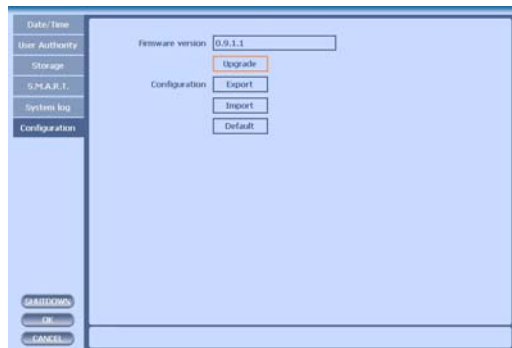 Date/Time
User Authority
Storage
S.M.A.R.T.
System log
Configuration
Firmware version 0.9.1.1
Upgrade
Configuration Export
Import
Default
SHUTDOWN
OK
CANCEL